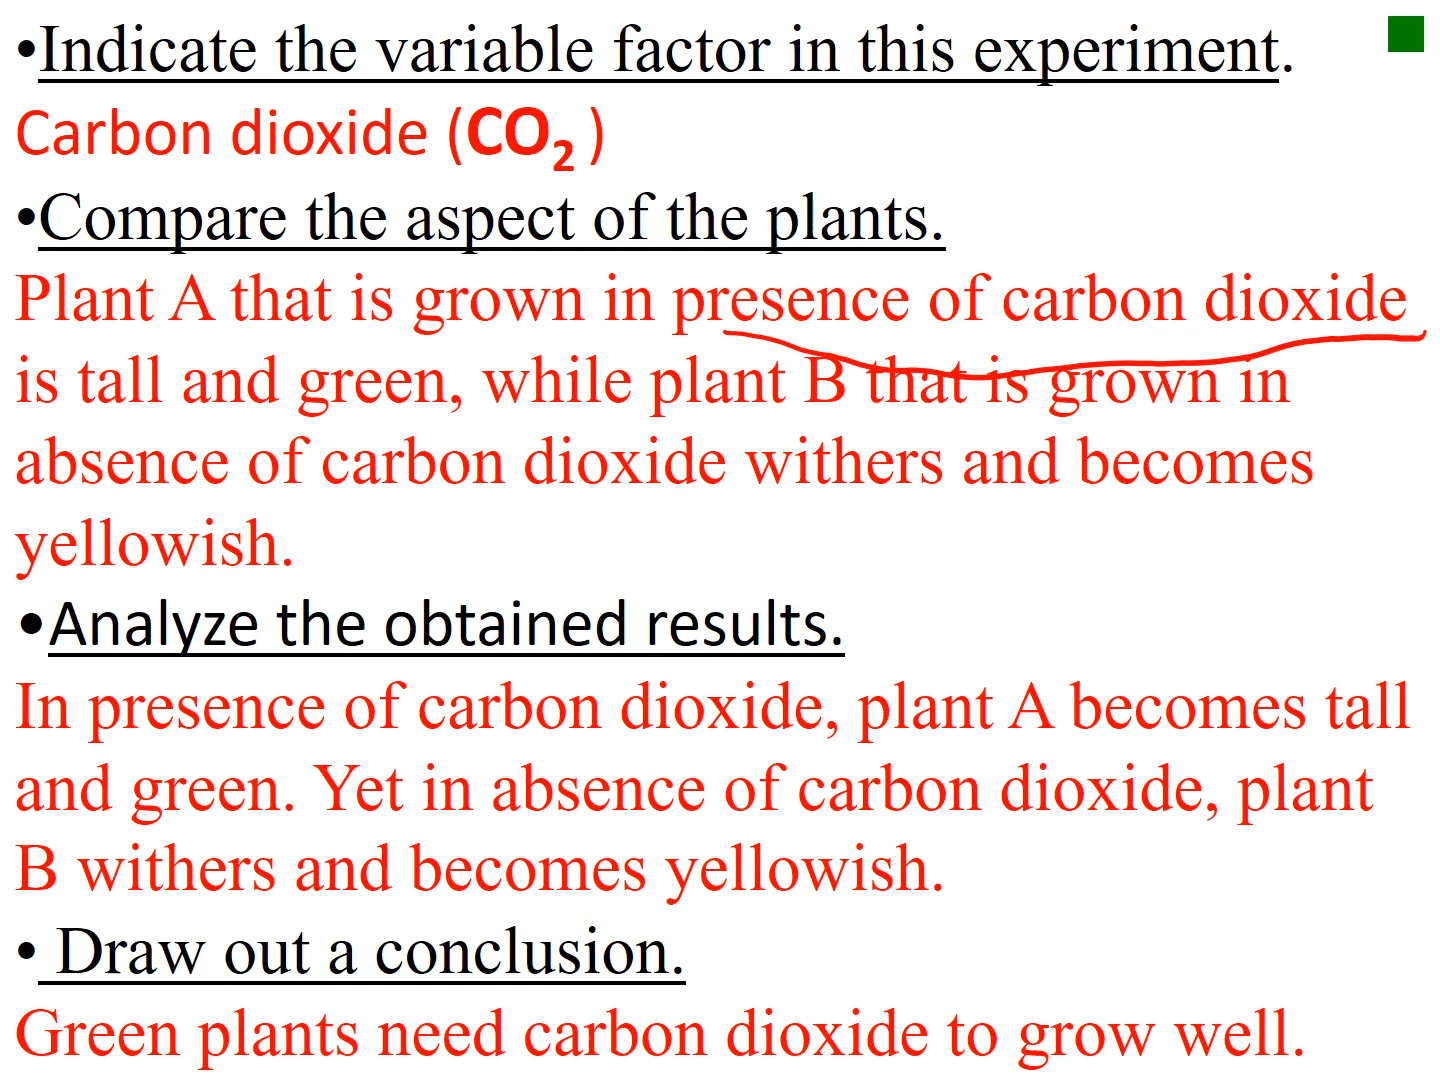 •Indicate the variable factor in this experiment.
Carbon dioxide (CO₂ )
•Compare the aspect of the plants.
Plant A that is grown in presence of carbon dioxide
is tall and green, while plant B that is grown in
absence of carbon dioxide withers and becomes
yellowish.
•Analyze the obtained results.
In presence of carbon dioxide, plant A becomes tall
and green. Yet in absence of carbon dioxide, plant
B withers and becomes yellowish.
• Draw out a conclusion.
Green plants need carbon dioxide to grow well.